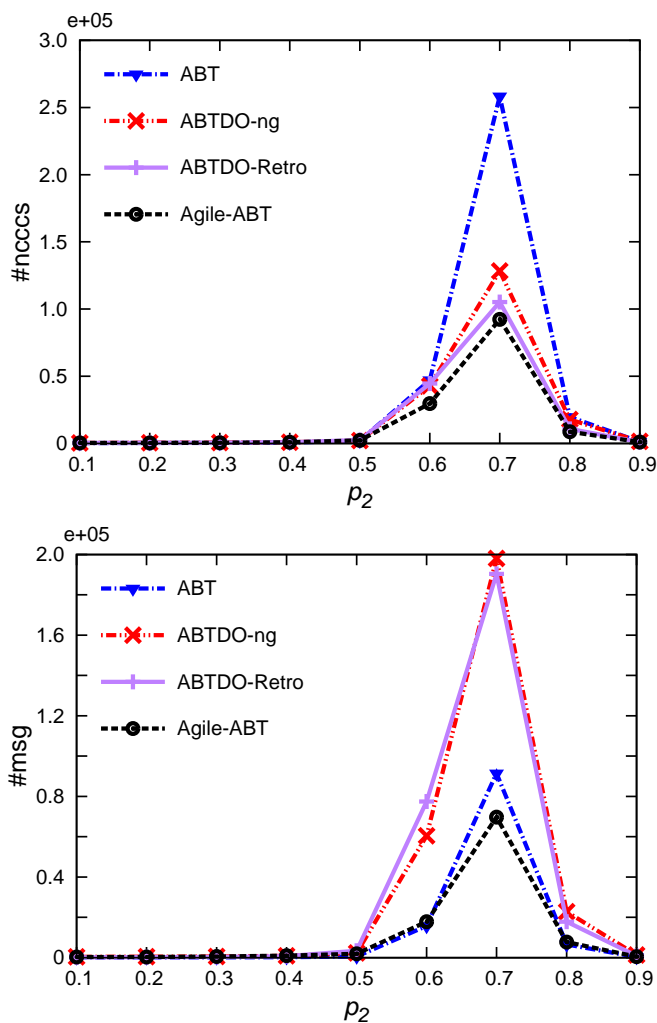 e+05
3.0
2.5
2.0
1.5
1.0
0.5
0
ABT
ABTDO-ng
ABTDO-Retro
Agile-ABT
#ncccs
0.1 0.2 0.3 0.4 0.5 0.6 0.7 0.8 0.9
p2
e+05
2.0
1.6
1.2
0.8
0.4
0
ABT
ABTDO-ng
ABTDO-Retro
Agile-ABT
#msg
0.1 0.2 0.3 0.4 0.5 0.6 0.7 0.8 0.9
p2